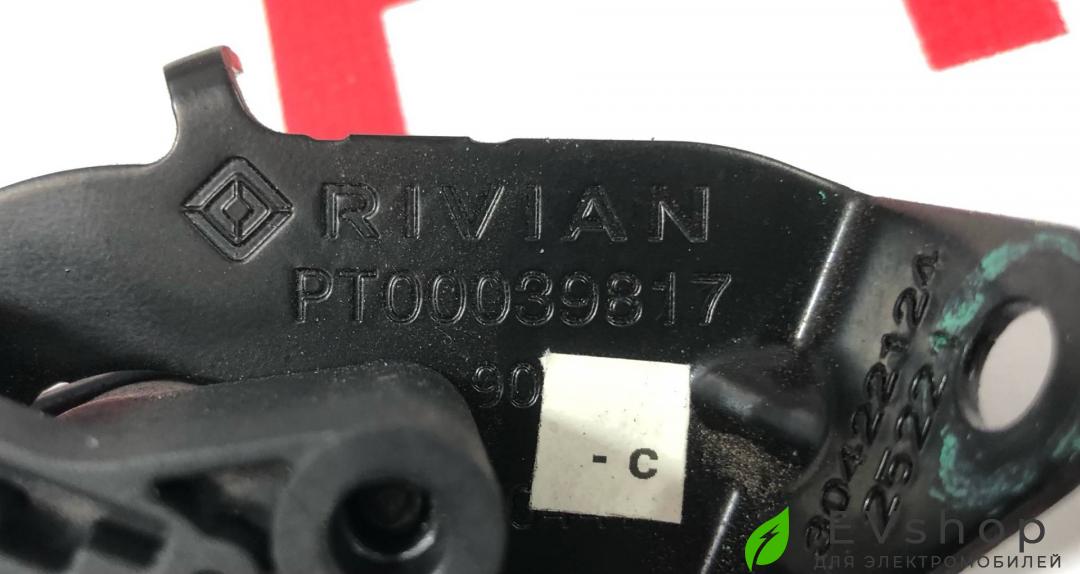 RIVIAN
PT00039817
90
- C
30422124
2522
EVshop
ДЛЯ ЭЛЕКТРОМОБИЛЕЙ